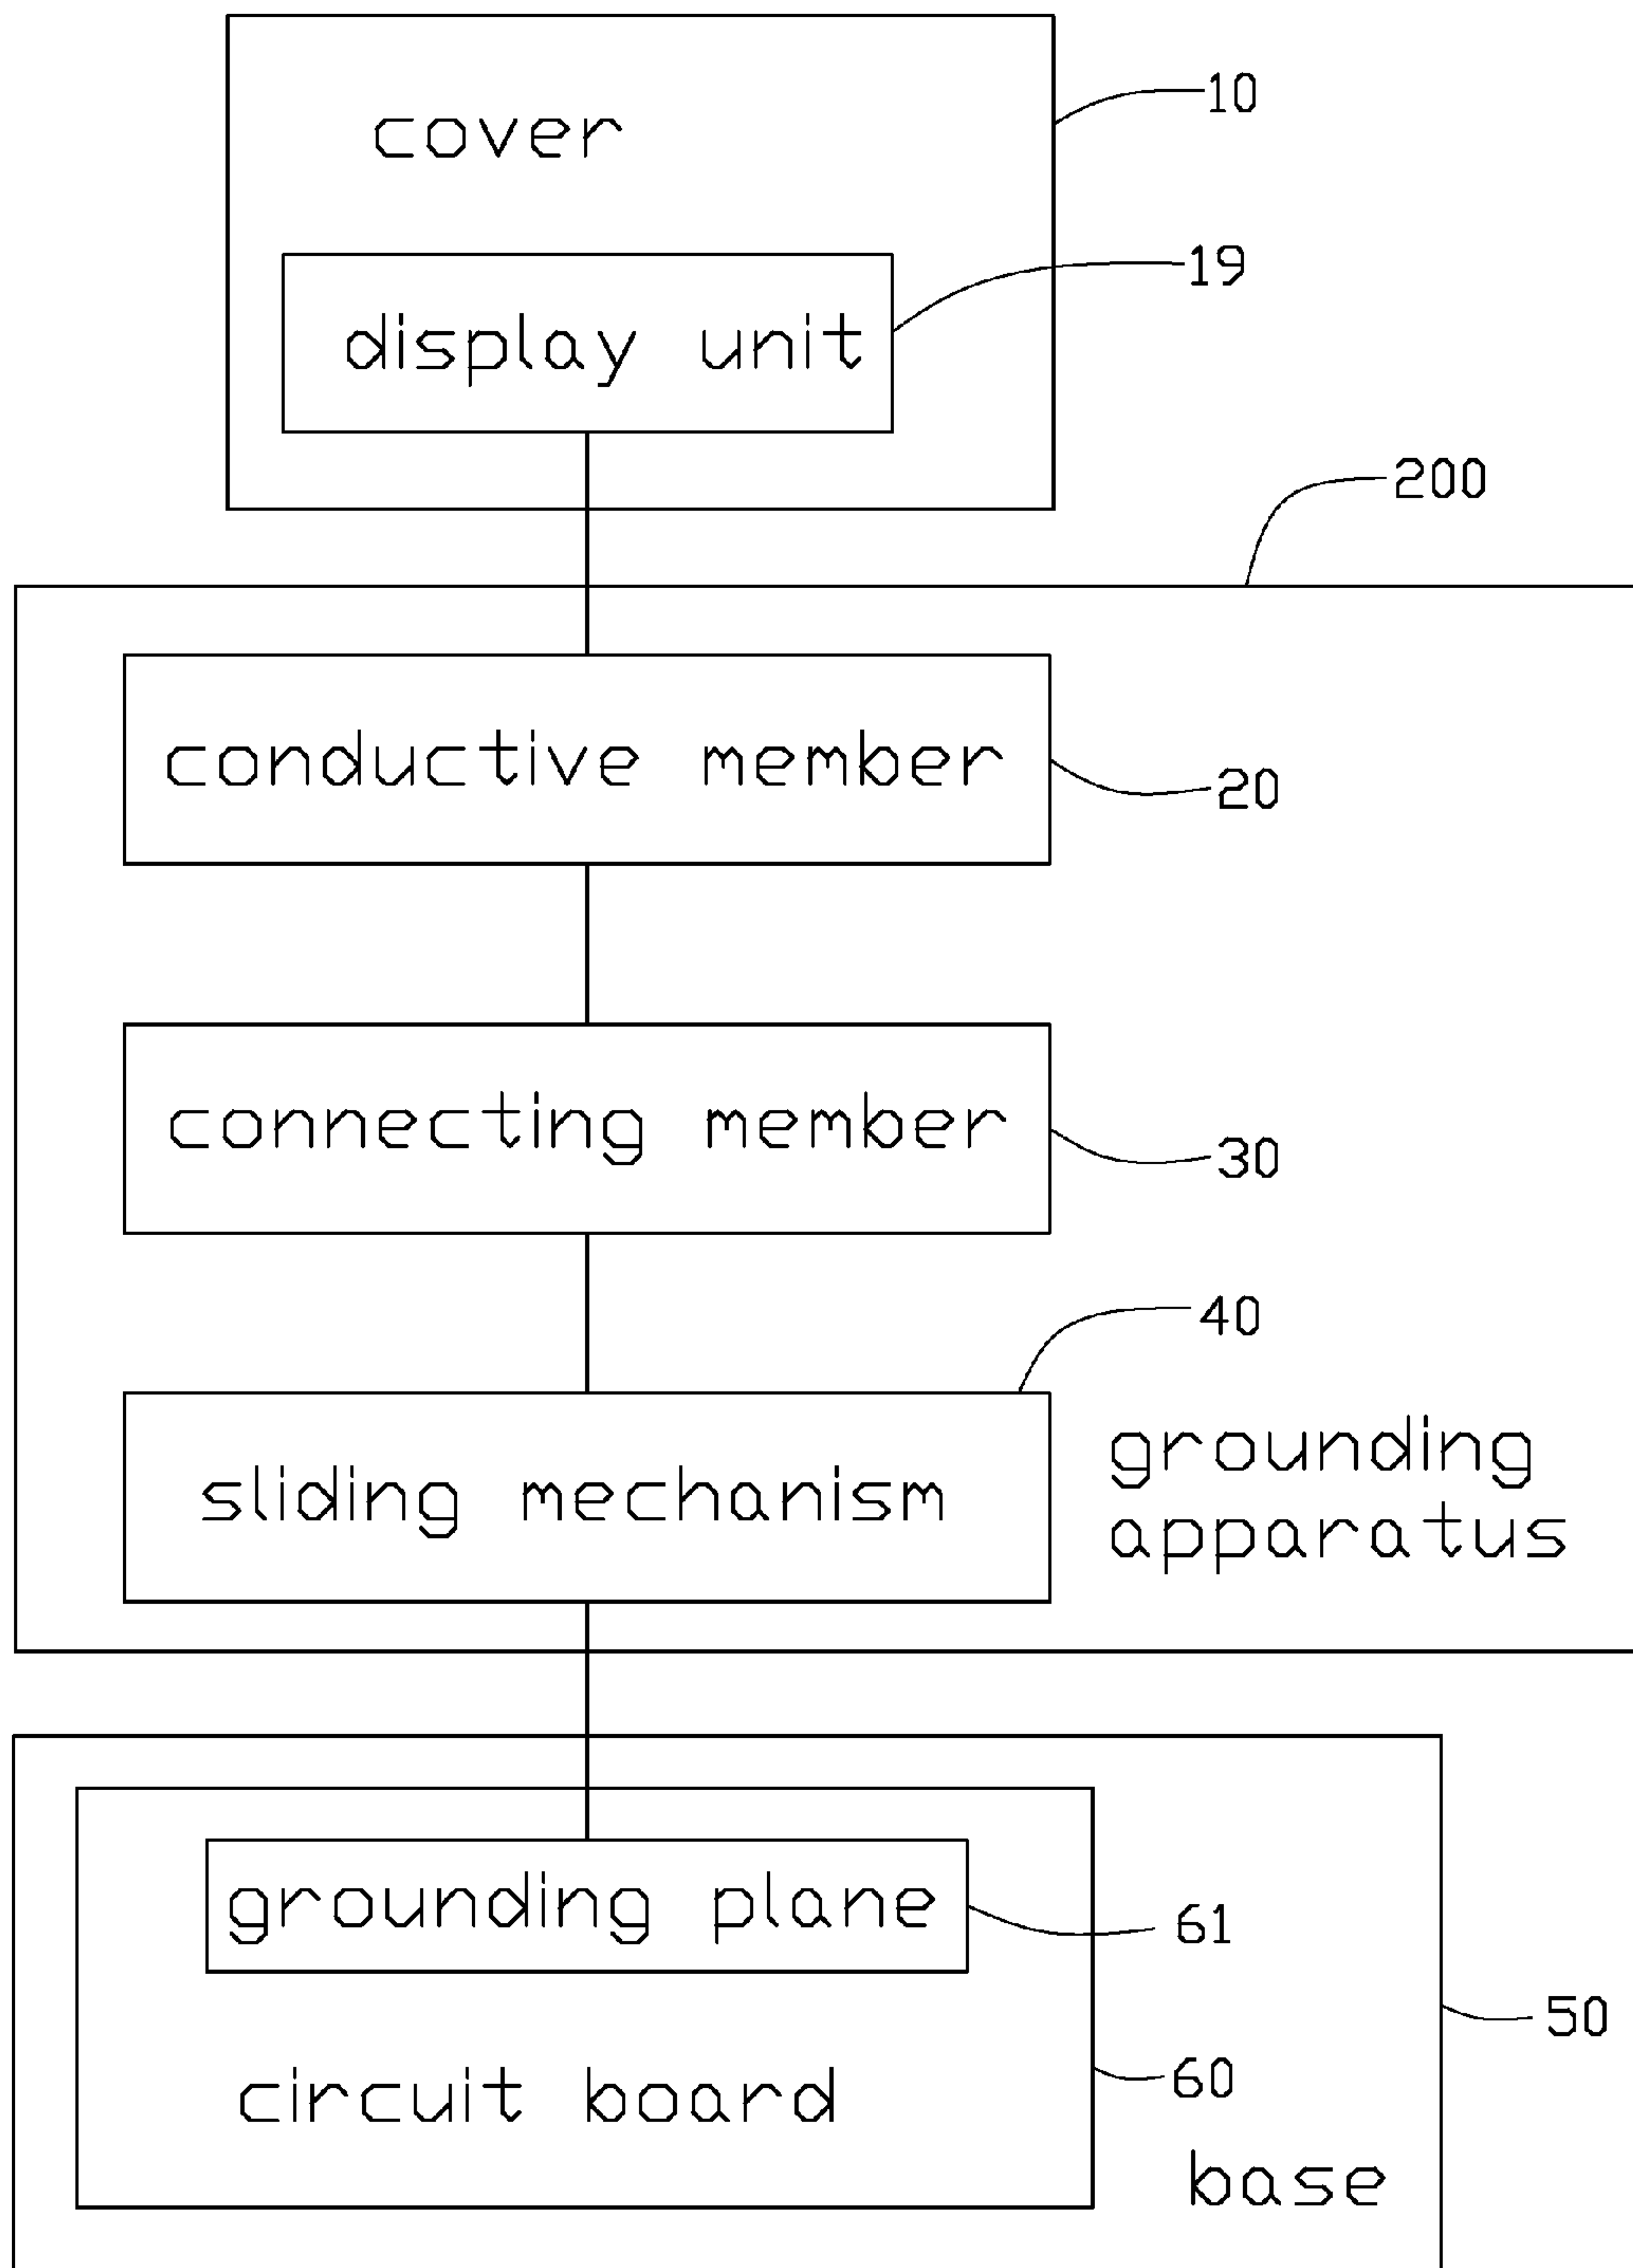 cover
10
display unit
19
200
conductive member
20
connecting member
30
40
sliding mechanism
grounding
apparatus
grounding plane
61
50
circuit board
60
base